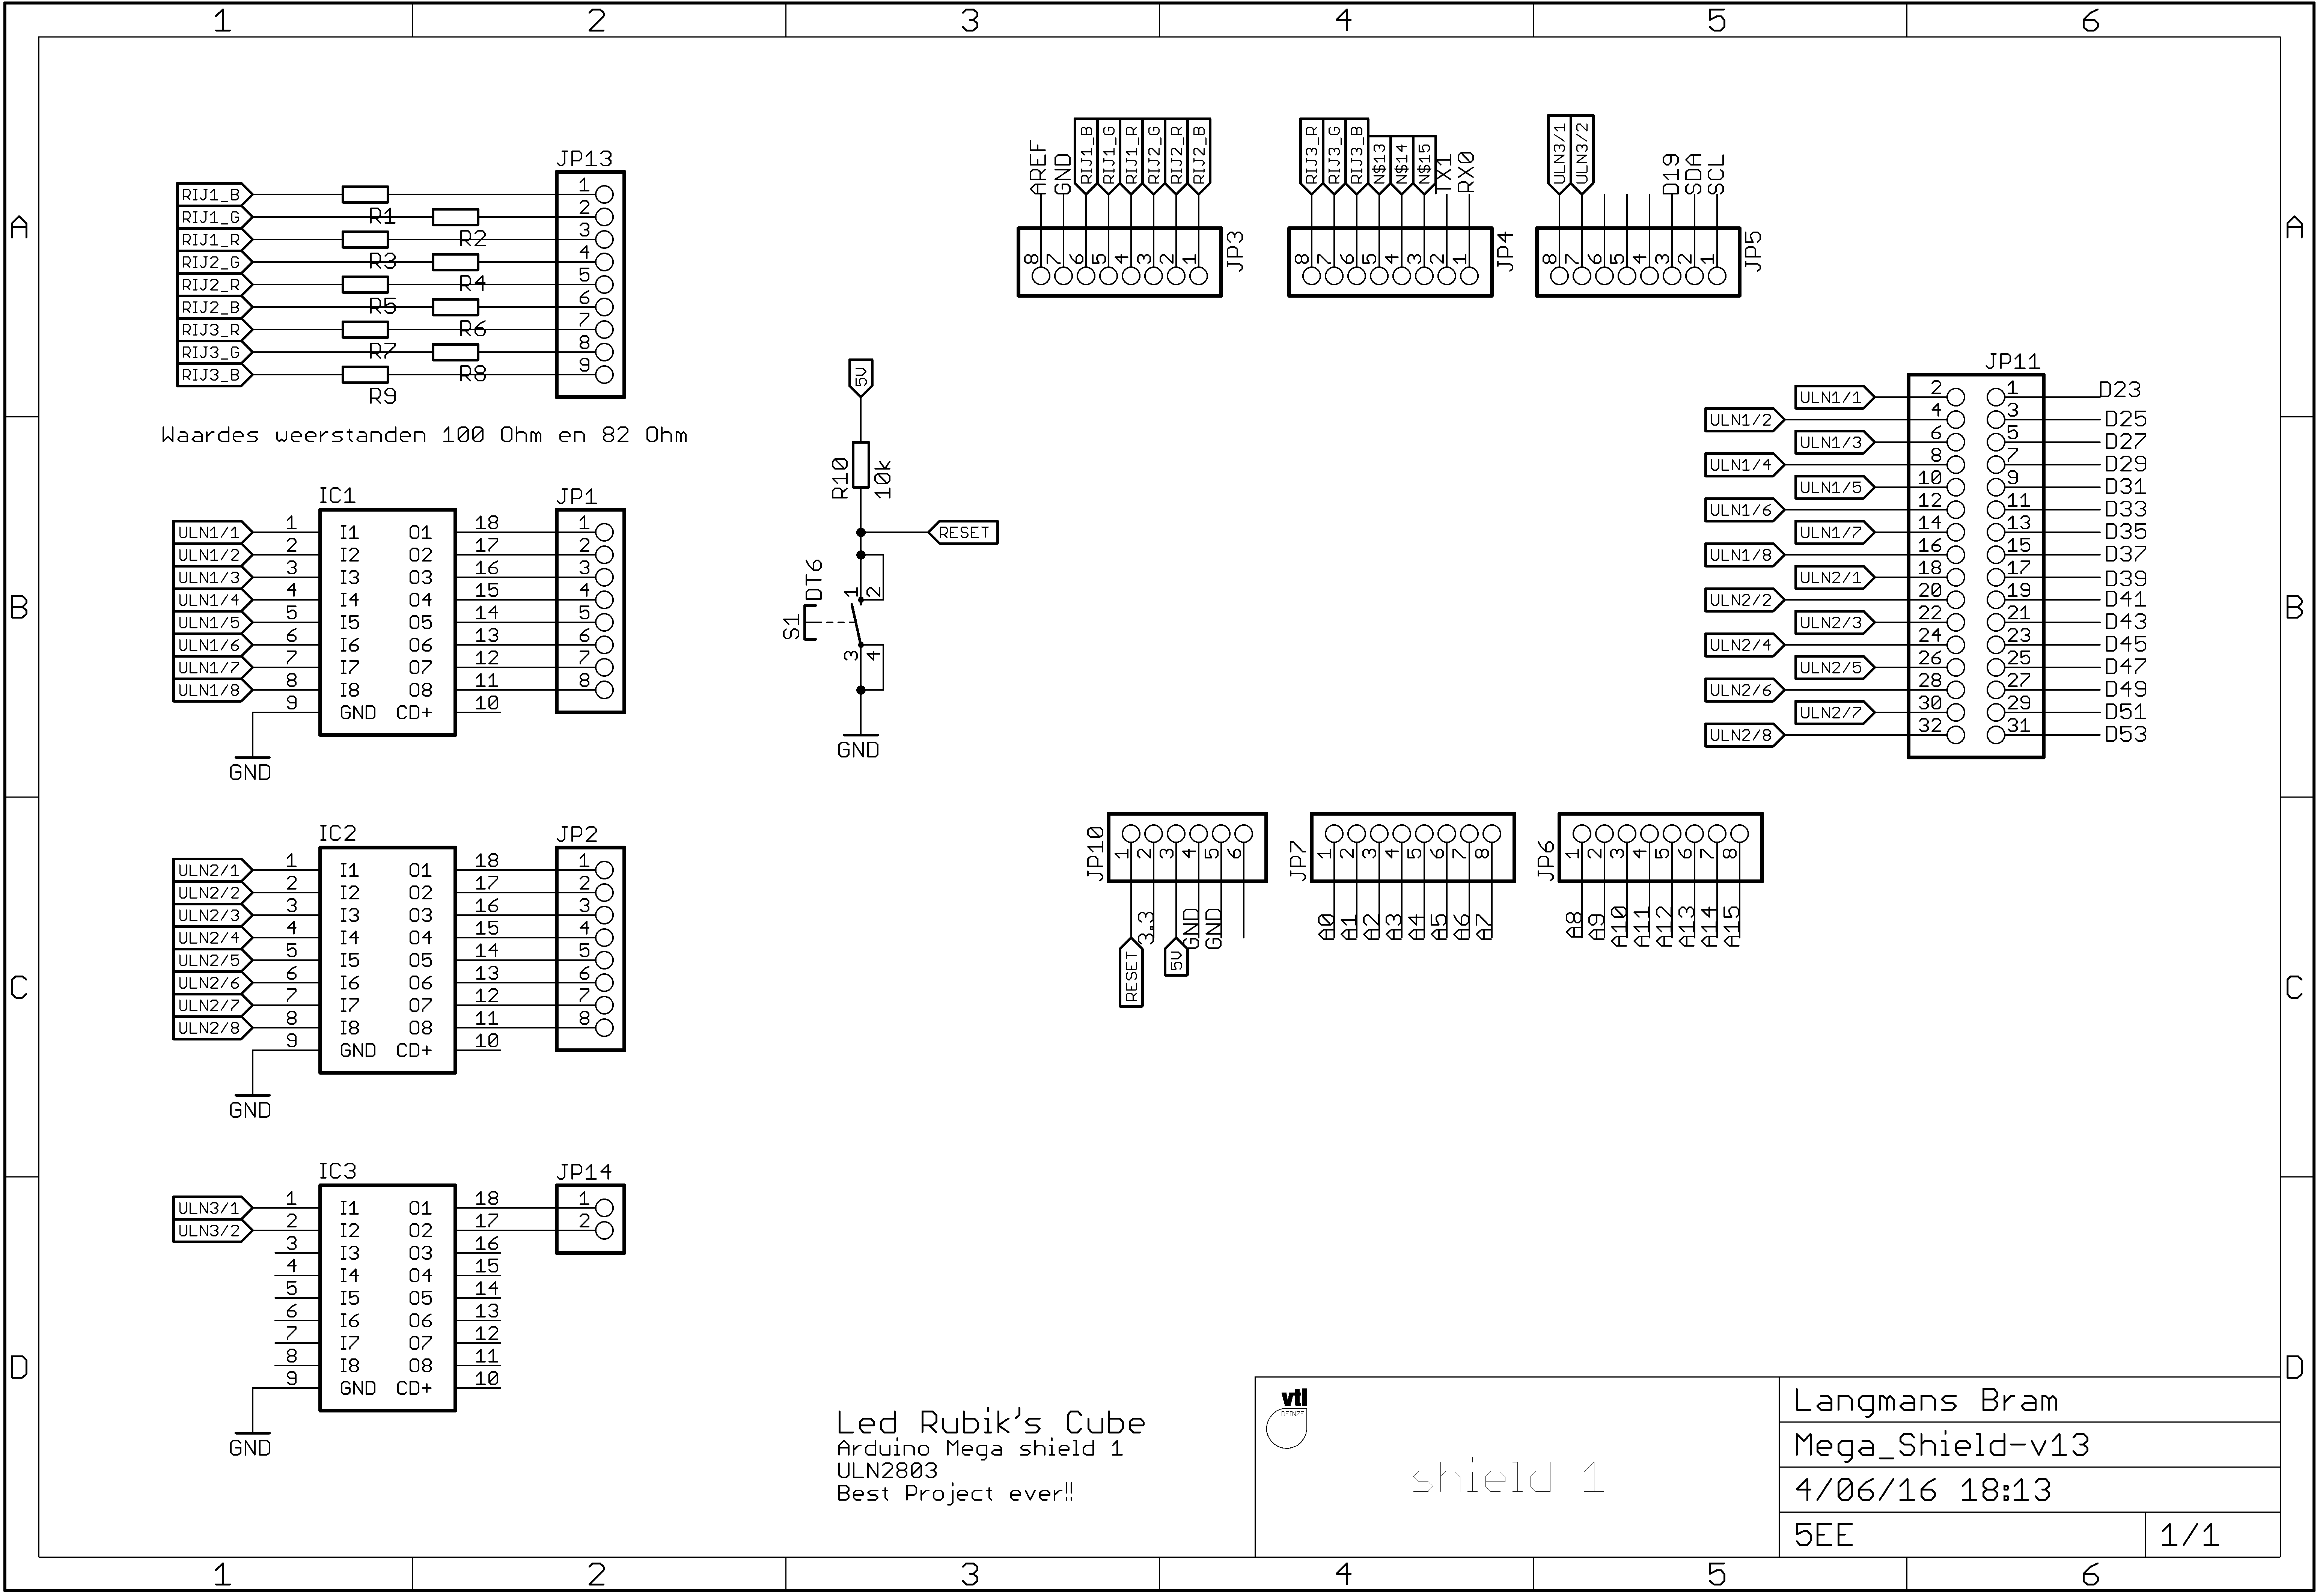 1 2 3 4 5 6
A
B
C
D
JP13
RIJ1_B R1 1
RIJ1_G R2 2
RIJ1_R R3 3
RIJ2_G R4 4
RIJ2_R R5 5
RIJ2_B R6 6
RIJ3_R R7 7
RIJ3_G R8 8
RIJ3_B R9 9
Waardes weerstanden 100 Ohm en 82 Ohm
IC1 JP1
ULN1/1 1 I1 O1 18 1
ULN1/2 2 I2 O2 17 2
ULN1/3 3 I3 O3 16 3
ULN1/4 4 I4 O4 15 4
ULN1/5 5 I5 O5 14 5
ULN1/6 6 I6 O6 13 6
ULN1/7 7 I7 O7 12 7
ULN1/8 8 I8 O8 11 8
9 GND CD+ 10
GND
IC2 JP2
ULN2/1 1 I1 O1 18 1
ULN2/2 2 I2 O2 17 2
ULN2/3 3 I3 O3 16 3
ULN2/4 4 I4 O4 15 4
ULN2/5 5 I5 O5 14 5
ULN2/6 6 I6 O6 13 6
ULN2/7 7 I7 O7 12 7
ULN2/8 8 I8 O8 11 8
9 GND CD+ 10
GND
IC3 JP14
ULN3/1 1 I1 O1 18 1
ULN3/2 2 I2 O2 17 2
3 I3 O3 16
4 I4 O4 15
5 I5 O5 14
6 I6 O6 13
7 I7 O7 12
8 I8 O8 11
9 GND CD+ 10
GND
5V
R10
10k
RESET
S1
DT6
1 2
3 4
GND
AREF GND RIJ1_B RIJ1_G RIJ1_R RIJ2_G RIJ2_R RIJ2_B
8 7 6 5 4 3 2 1
JP3
RIJ3_R RIJ3_G RIJ3_B N$13 N$14 N$15 TX1 RX0
8 7 6 5 4 3 2 1
JP4
ULN3/1 ULN3/2 D19 SDA SCL
8 7 6 5 4 3 2 1
JP5
JP11
ULN1/1 2 1 D23
ULN1/2 4 3 D25
ULN1/3 6 5 D27
ULN1/4 8 7 D29
ULN1/5 10 9 D31
ULN1/6 12 11 D33
ULN1/7 14 13 D35
ULN1/8 16 15 D37
ULN2/1 18 17 D39
ULN2/2 20 19 D41
ULN2/3 22 21 D43
ULN2/4 24 23 D45
ULN2/5 26 25 D47
ULN2/6 28 27 D49
ULN2/7 30 29 D51
ULN2/8 32 31 D53
JP10
1 2 3 4 5 6
RESET 3.3 5V GND GND
JP7
1 2 3 4 5 6 7 8
A0 A1 A2 A3 A4 A5 A6 A7
JP6
1 2 3 4 5 6 7 8
A8 A9 A10 A11 A12 A13 A14 A15
Led Rubik's Cube
Arduino Mega shield 1
ULN2803
Best Project ever!!
vti
DEINZE
shield 1
Langmans Bram
Mega_Shield-v13
4/06/16 18:13
5EE 1/1
A
B
C
D
1 2 3 4 5 6